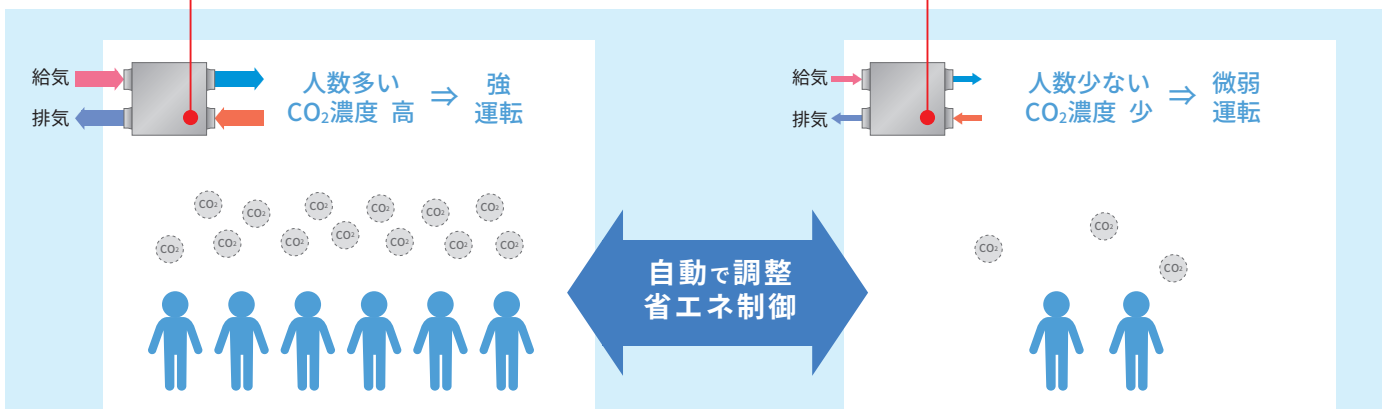 給気
排気
人数多い
CO₂濃度 高
⇒
強
運転
CO₂
CO₂
CO₂
CO₂
CO₂
CO₂
CO₂
CO₂
CO₂
CO₂
CO₂
CO₂
CO₂
自動で調整
省エネ制御
給気
排気
人数少ない
CO₂濃度 少
⇒
微弱
運転
CO₂
CO₂
CO₂